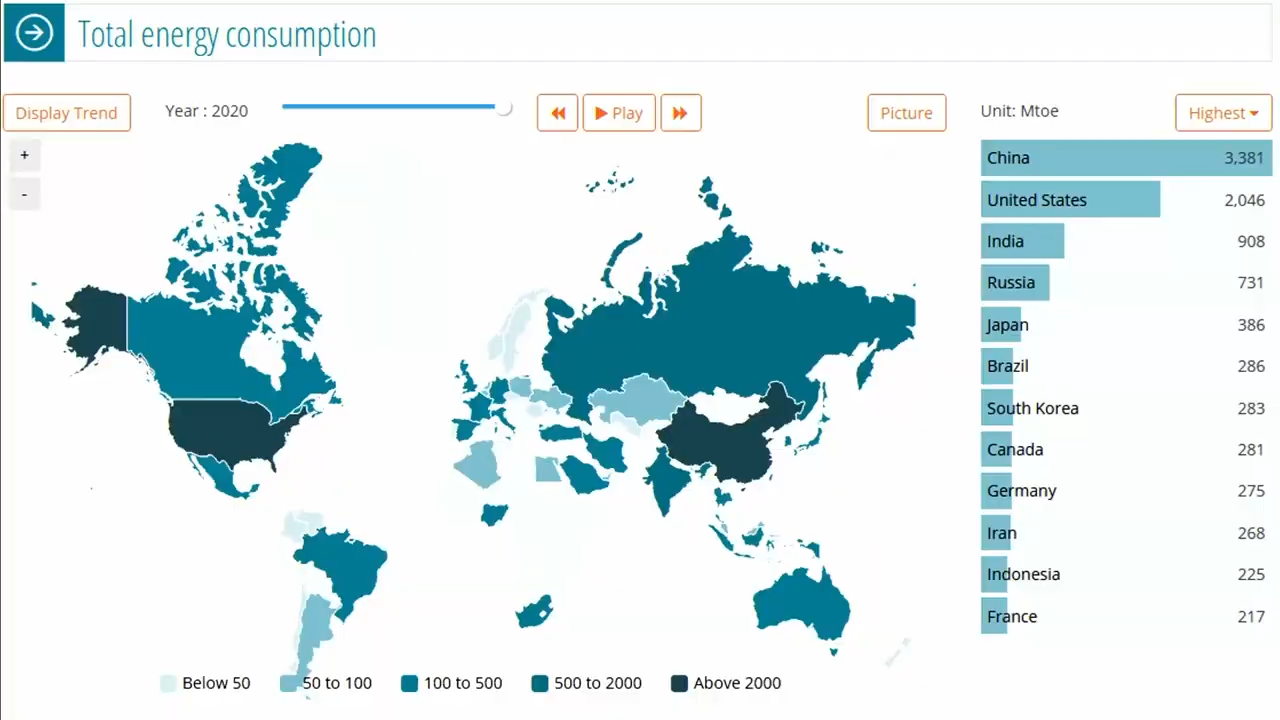 Total energy consumption
Display Trend
Year : 2020
Play
Picture
Unit: Mtoe
Highest
+
-
China 3,381
United States 2,046
India 908
Russia 731
Japan 386
Brazil 286
South Korea 283
Canada 281
Germany 275
Iran 268
Indonesia 225
France 217
Below 50
50 to 100
100 to 500
500 to 2000
Above 2000